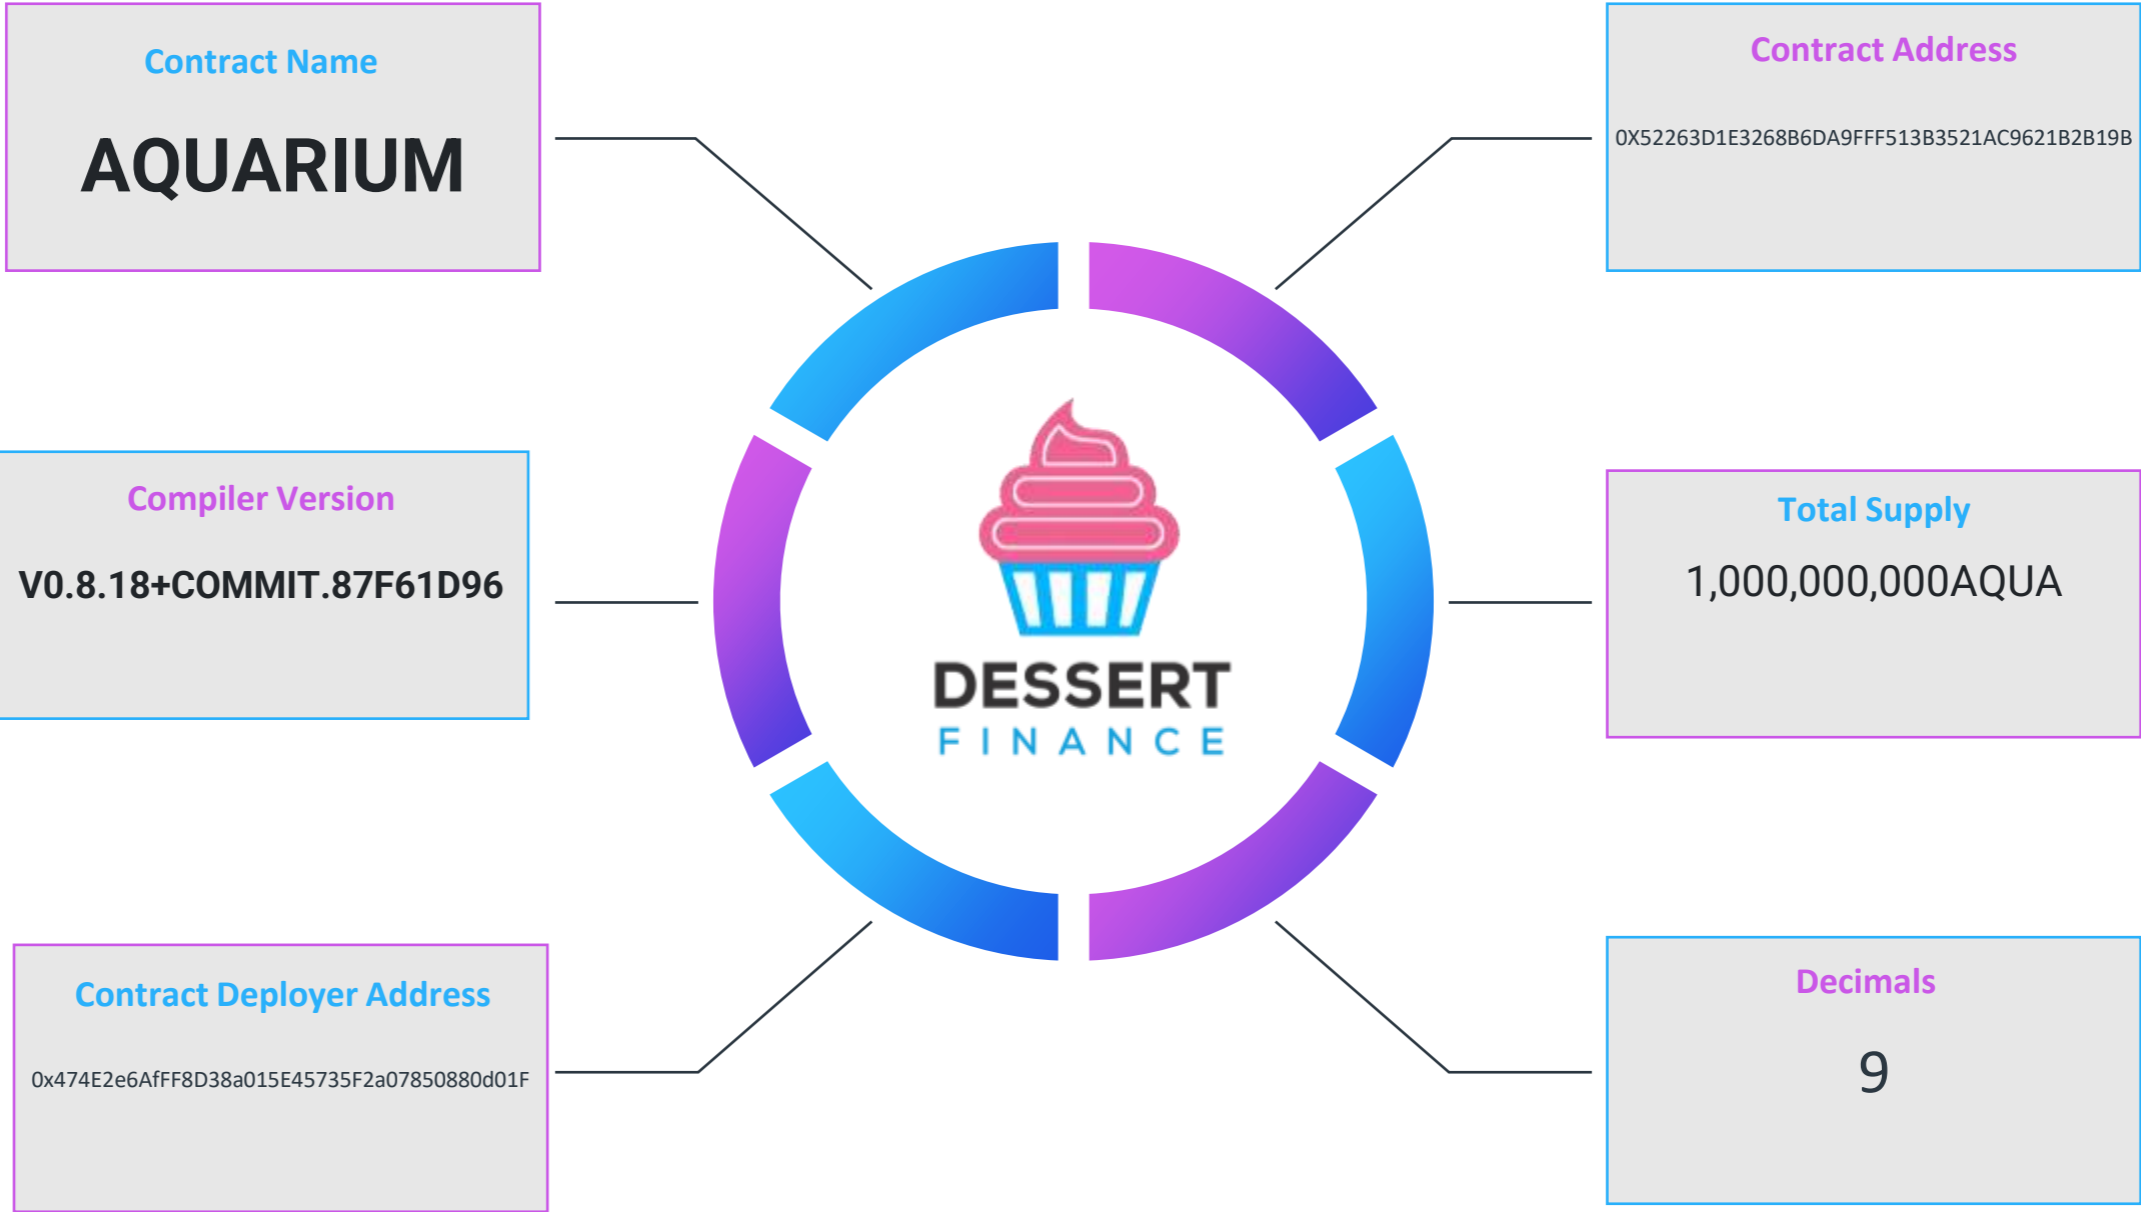 Contract Name
AQUARIUM
Contract Address
0X52263D1E3268B6DA9FFF513B3521AC9621B2B19B
Compiler Version
V0.8.18+COMMIT.87F61D96
DESSERT
FINANCE
Total Supply
1,000,000,000AQUA
Contract Deployer Address
0x474E2e6AfFF8D38a015E45735F2a07850880d01F
Decimals
9